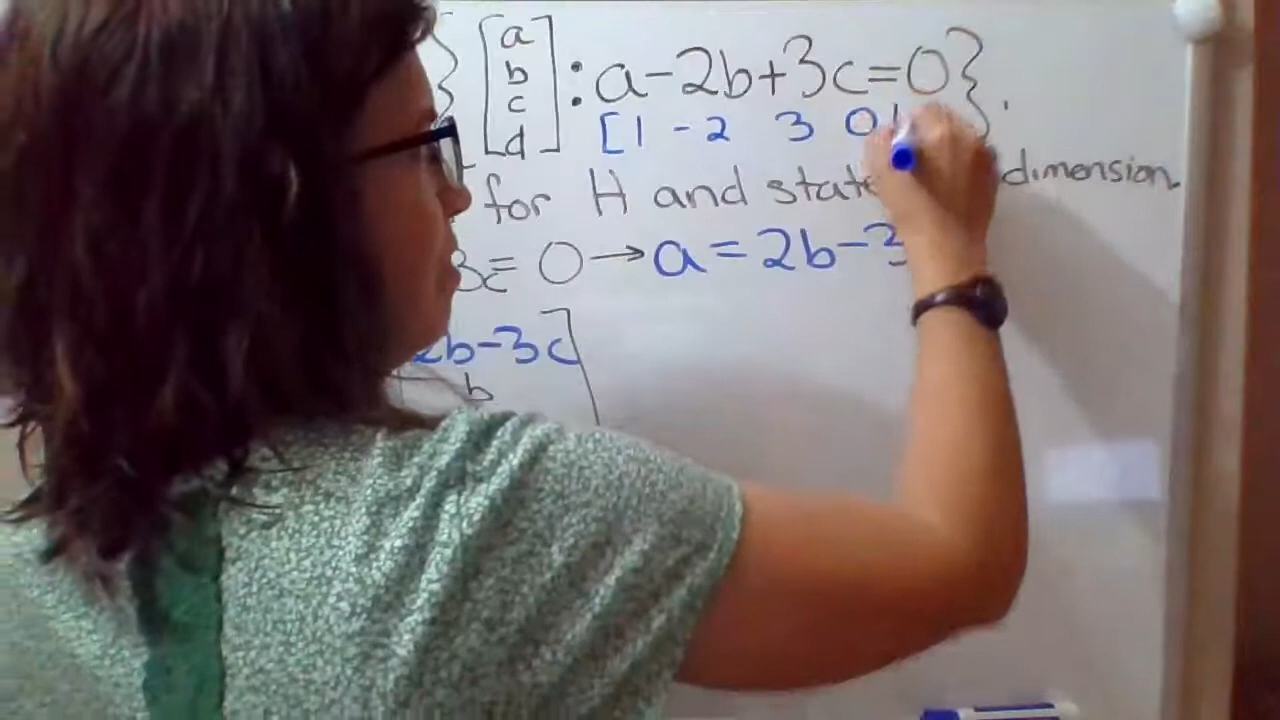 { [a b c d] : a-2b+3c=0}.
[1 -2 3 0
for H and state dimension.
3c= 0 → a = 2b-3
2b-3c
b